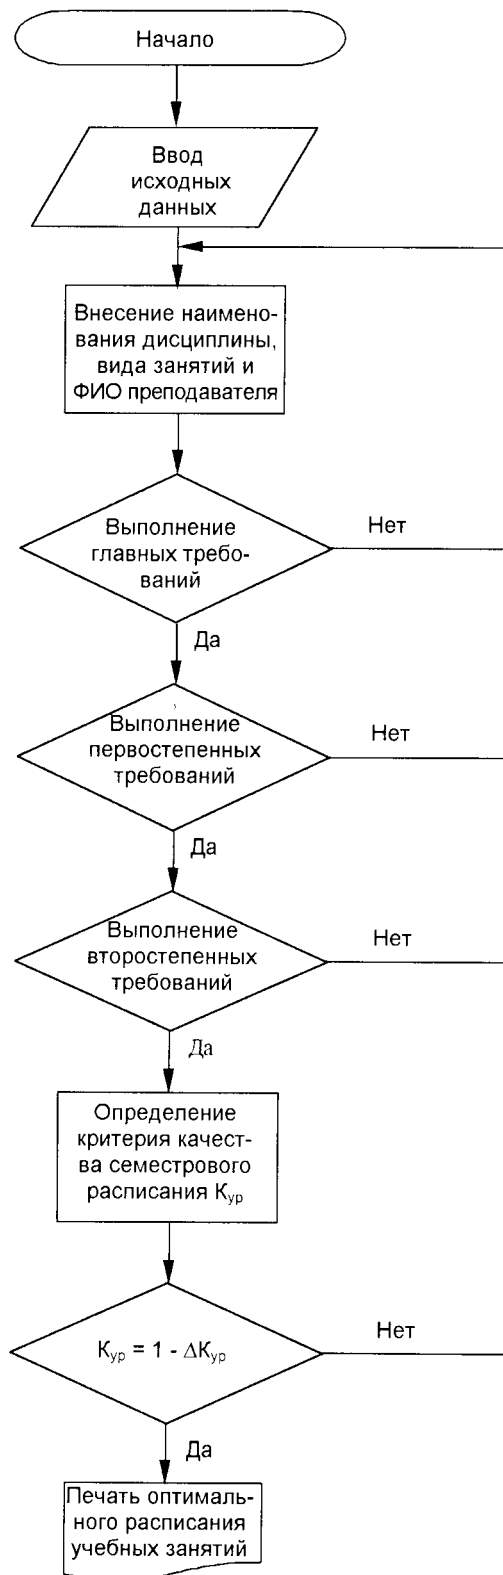 Начало
Ввод
исходных
данных
Внесение наимено-
вания дисциплины,
вида занятий и
ФИО преподавателя
Выполнение
главных требо-
ваний
Нет
Да
Выполнение
первостепенных
требований
Нет
Да
Выполнение
второстепенных
требований
Нет
Да
Определение
критерия качест-
ва семестрового
расписания Кур
Кур = 1 - ΔКур
Нет
Да
Печать оптималь-
ного расписания
учебных занятий